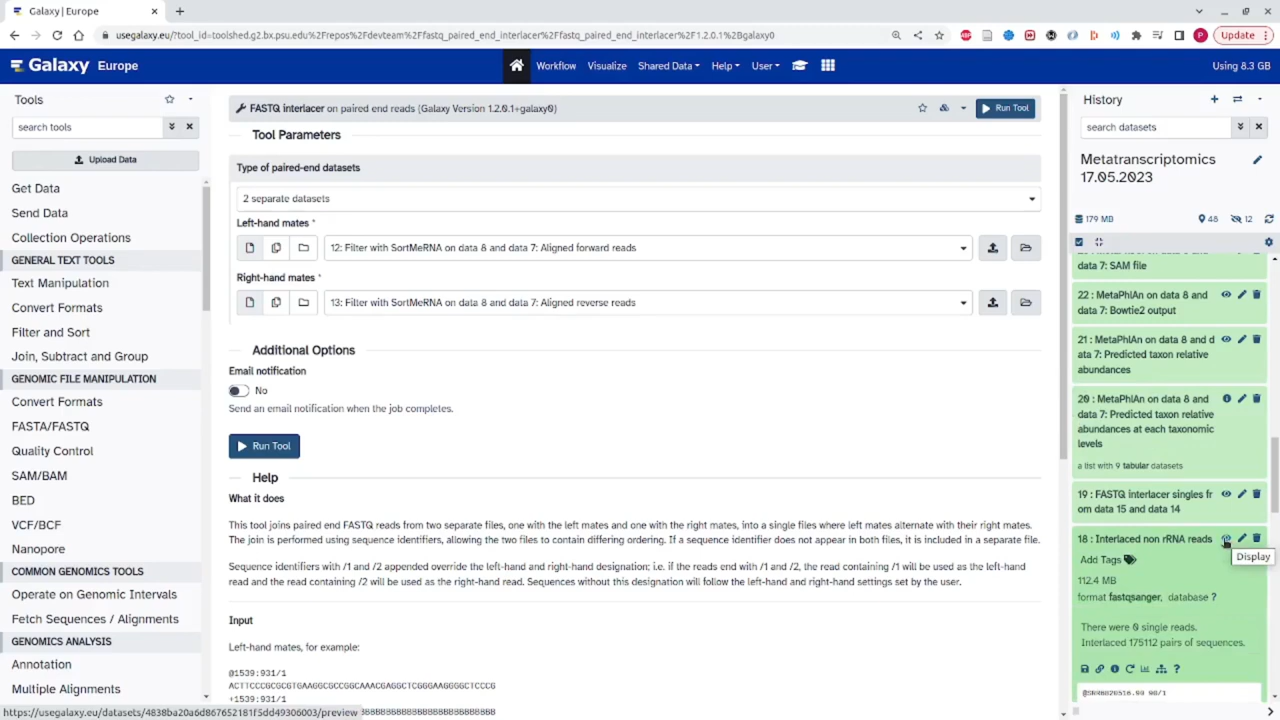 Galaxy | Europe
usegalaxy.eu/?tool_id=toolshed.g2.bx.psu.edu%2Frepos%2Fdevteam%2Ffastq_paired_end_interlacer%2Ffastq_paired_end_interlacer%2F1.2.0.1%2Bgalaxy0
Update
Galaxy Europe
Workflow
Visualize
Shared Data
Help
User
Using 8.3 GB
Tools
search tools
Upload Data
Get Data
Send Data
Collection Operations
GENERAL TEXT TOOLS
Text Manipulation
Convert Formats
Filter and Sort
Join, Subtract and Group
GENOMIC FILE MANIPULATION
Convert Formats
FASTA/FASTQ
Quality Control
SAM/BAM
BED
VCF/BCF
Nanopore
COMMON GENOMICS TOOLS
Operate on Genomic Intervals
Fetch Sequences / Alignments
GENOMICS ANALYSIS
Annotation
Multiple Alignments
https://usegalaxy.eu/datasets/4838ba20a6d867652181f5dd49306003/preview
FASTQ interlacer on paired end reads (Galaxy Version 1.2.0.1+galaxy0)
Run Tool
Tool Parameters
Type of paired-end datasets
2 separate datasets
Left-hand mates *
12: Filter with SortMeRNA on data 8 and data 7: Aligned forward reads
Right-hand mates *
13: Filter with SortMeRNA on data 8 and data 7: Aligned reverse reads
Additional Options
Email notification
No
Send an email notification when the job completes.
Run Tool
Help
What it does
This tool joins paired end FASTQ reads from two separate files, one with the left mates and one with the right mates, into a single files where left mates alternate with their right mates.
The join is performed using sequence identifiers, allowing the two files to contain differing ordering. If a sequence identifier does not appear in both files, it is included in a separate file.
Sequence identifiers with /1 and /2 appended override the left-hand and right-hand designation; i.e. if the reads end with /1 and /2, the read containing /1 will be used as the left-hand
read and the read containing /2 will be used as the right-hand read. Sequences without this designation will follow the left-hand and right-hand settings set by the user.
Input
Left-hand mates, for example:
@1539:931/1
ACTTCCCGCGCGTGAAGGCGCCGGCAAACGAGGCTCGGGAAGGGGCTCCCG
+1539:931/1
History
search datasets
Metatranscriptomics
17.05.2023
179 MB
48
12
data 7: SAM file
22 : MetaPhlAn on data 8 and
data 7: Bowtie2 output
21 : MetaPhlAn on data 8 and d
ata 7: Predicted taxon relative
abundances
20 : MetaPhlAn on data 8 and
data 7: Predicted taxon relative
abundances at each taxonomic
levels
a list with 9 tabular datasets
19 : FASTQ interlacer singles fr
om data 15 and data 14
18 : Interlaced non rRNA reads
Display
Add Tags
112.4 MB
format fastqsanger, database ?
There were 0 single reads.
Interlaced 175112 pairs of sequences.